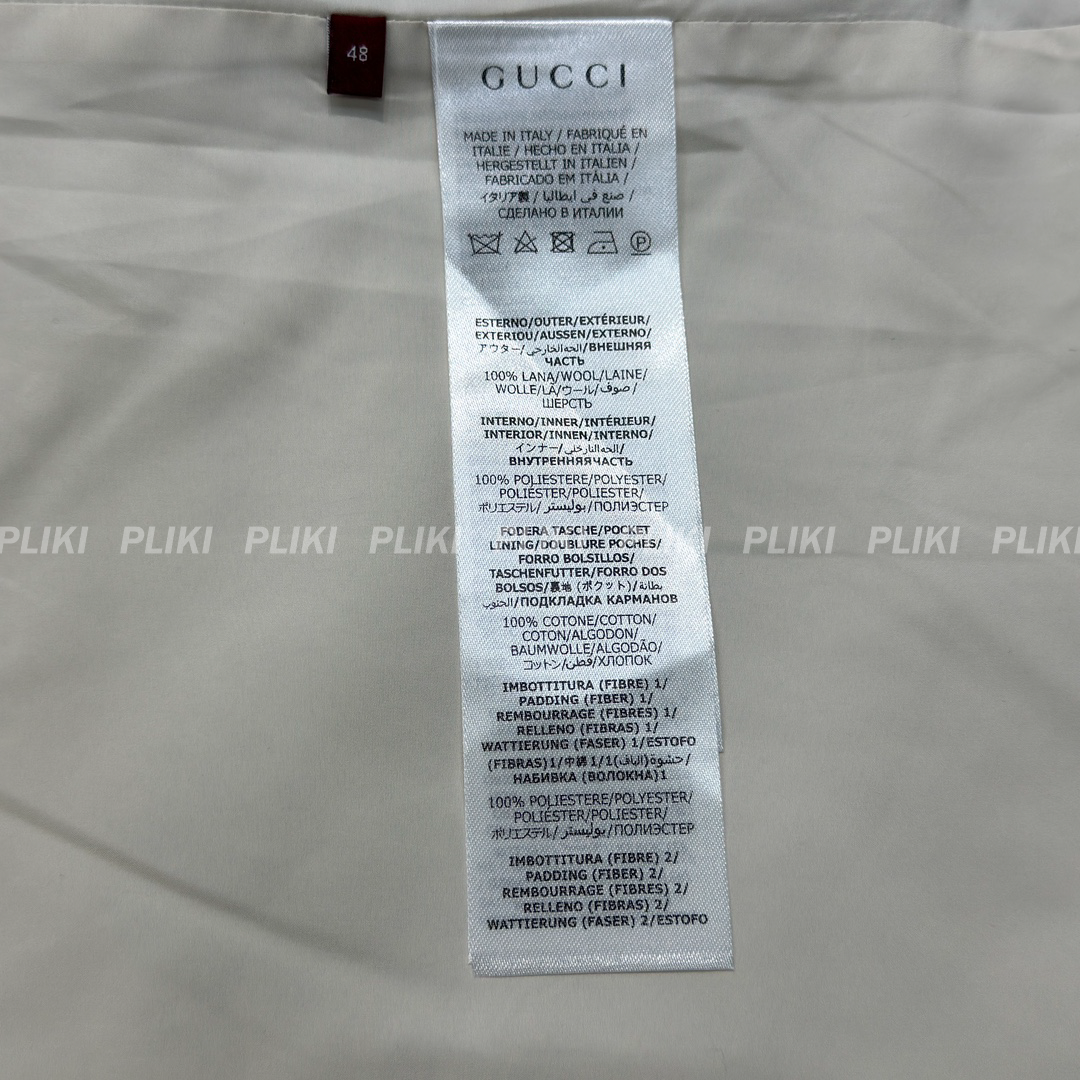 48
GUCCI
MADE IN ITALY / FABRIQUÉ EN
ITALIE / HECHO EN ITALIA /
HERGESTELLT IN ITALIEN /
FABRICADO EM ITÁLIA /
イタリア製 / صنع في ايطاليا /
СДЕЛАНО В ИТАЛИИ
P
ESTERNO/OUTER/EXTÉRIEUR/
EXTERIOU/AUSSEN/EXTERNO/
アウター/الحه‌الخارجي/ВНЕШНЯЯ
ЧАСТЬ
100% LANA/WOOL/LAINE/
WOLLE/LÃ/ウール/صوف/
ШЕРСТЬ
INTERNO/INNER/INTÉRIEUR/
INTERIOR/INNEN/INTERNO/
インナー/
ВНУТРЕННЯЯЧАСТЬ
100% POLIESTERE/POLYESTER/
POLIÉSTER/POLIESTER/
ポリエステル/بوليستر/ПОЛИЭСТЕР
FODERA TASCHE/POCKET
LINING/DOUBLURE POCHES/
FORRO BOLSILLOS/
TASCHENFUTTER/FORRO DOS
BOLSOS/裏地 (ポケット)/بطانة
الجنوب/ПОДКЛАДКА КАРМАНОВ
100% COTONE/COTTON/
COTON/ALGODON/
BAUMWOLLE/ALGODÃO/
コットン/قطن/ХЛОПОК
IMBOTTITURA (FIBRE) 1/
PADDING (FIBER) 1/
REMBOURRAGE (FIBRES) 1/
RELLENO (FIBRAS) 1/
WATTIERUNG (FASER) 1/ESTOFO
(FIBRAS)1/中綿1/1(الياف)حشوة/
НАБИВКА (ВОЛОКНА)1
100% POLIESTERE/POLYESTER/
POLIÉSTER/POLIESTER/
ポリエステル/بوليستر/ПОЛИЭСТЕР
IMBOTTITURA (FIBRE) 2/
PADDING (FIBER) 2/
REMBOURRAGE (FIBRES) 2/
RELLENO (FIBRAS) 2/
WATTIERUNG (FASER) 2/ESTOFO
PLIKI PLIKI PLIKI PLIKI PLIKI PLIKI PLIKI